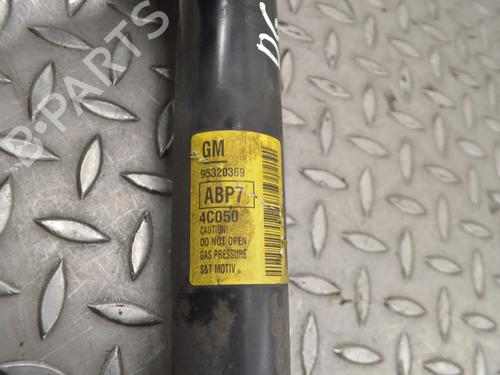 B-PARTS
GM
95320369
ABP7
4C050
CAUTION!
DO NOT OPEN
GAS PRESSURE
S&T MOTIV